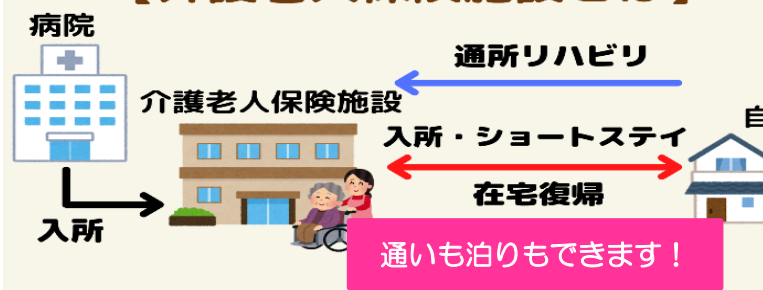 病院
通所リハビリ
介護老人保険施設
自
入所・ショートステイ
在宅復帰
入所
通いも泊りもできます！